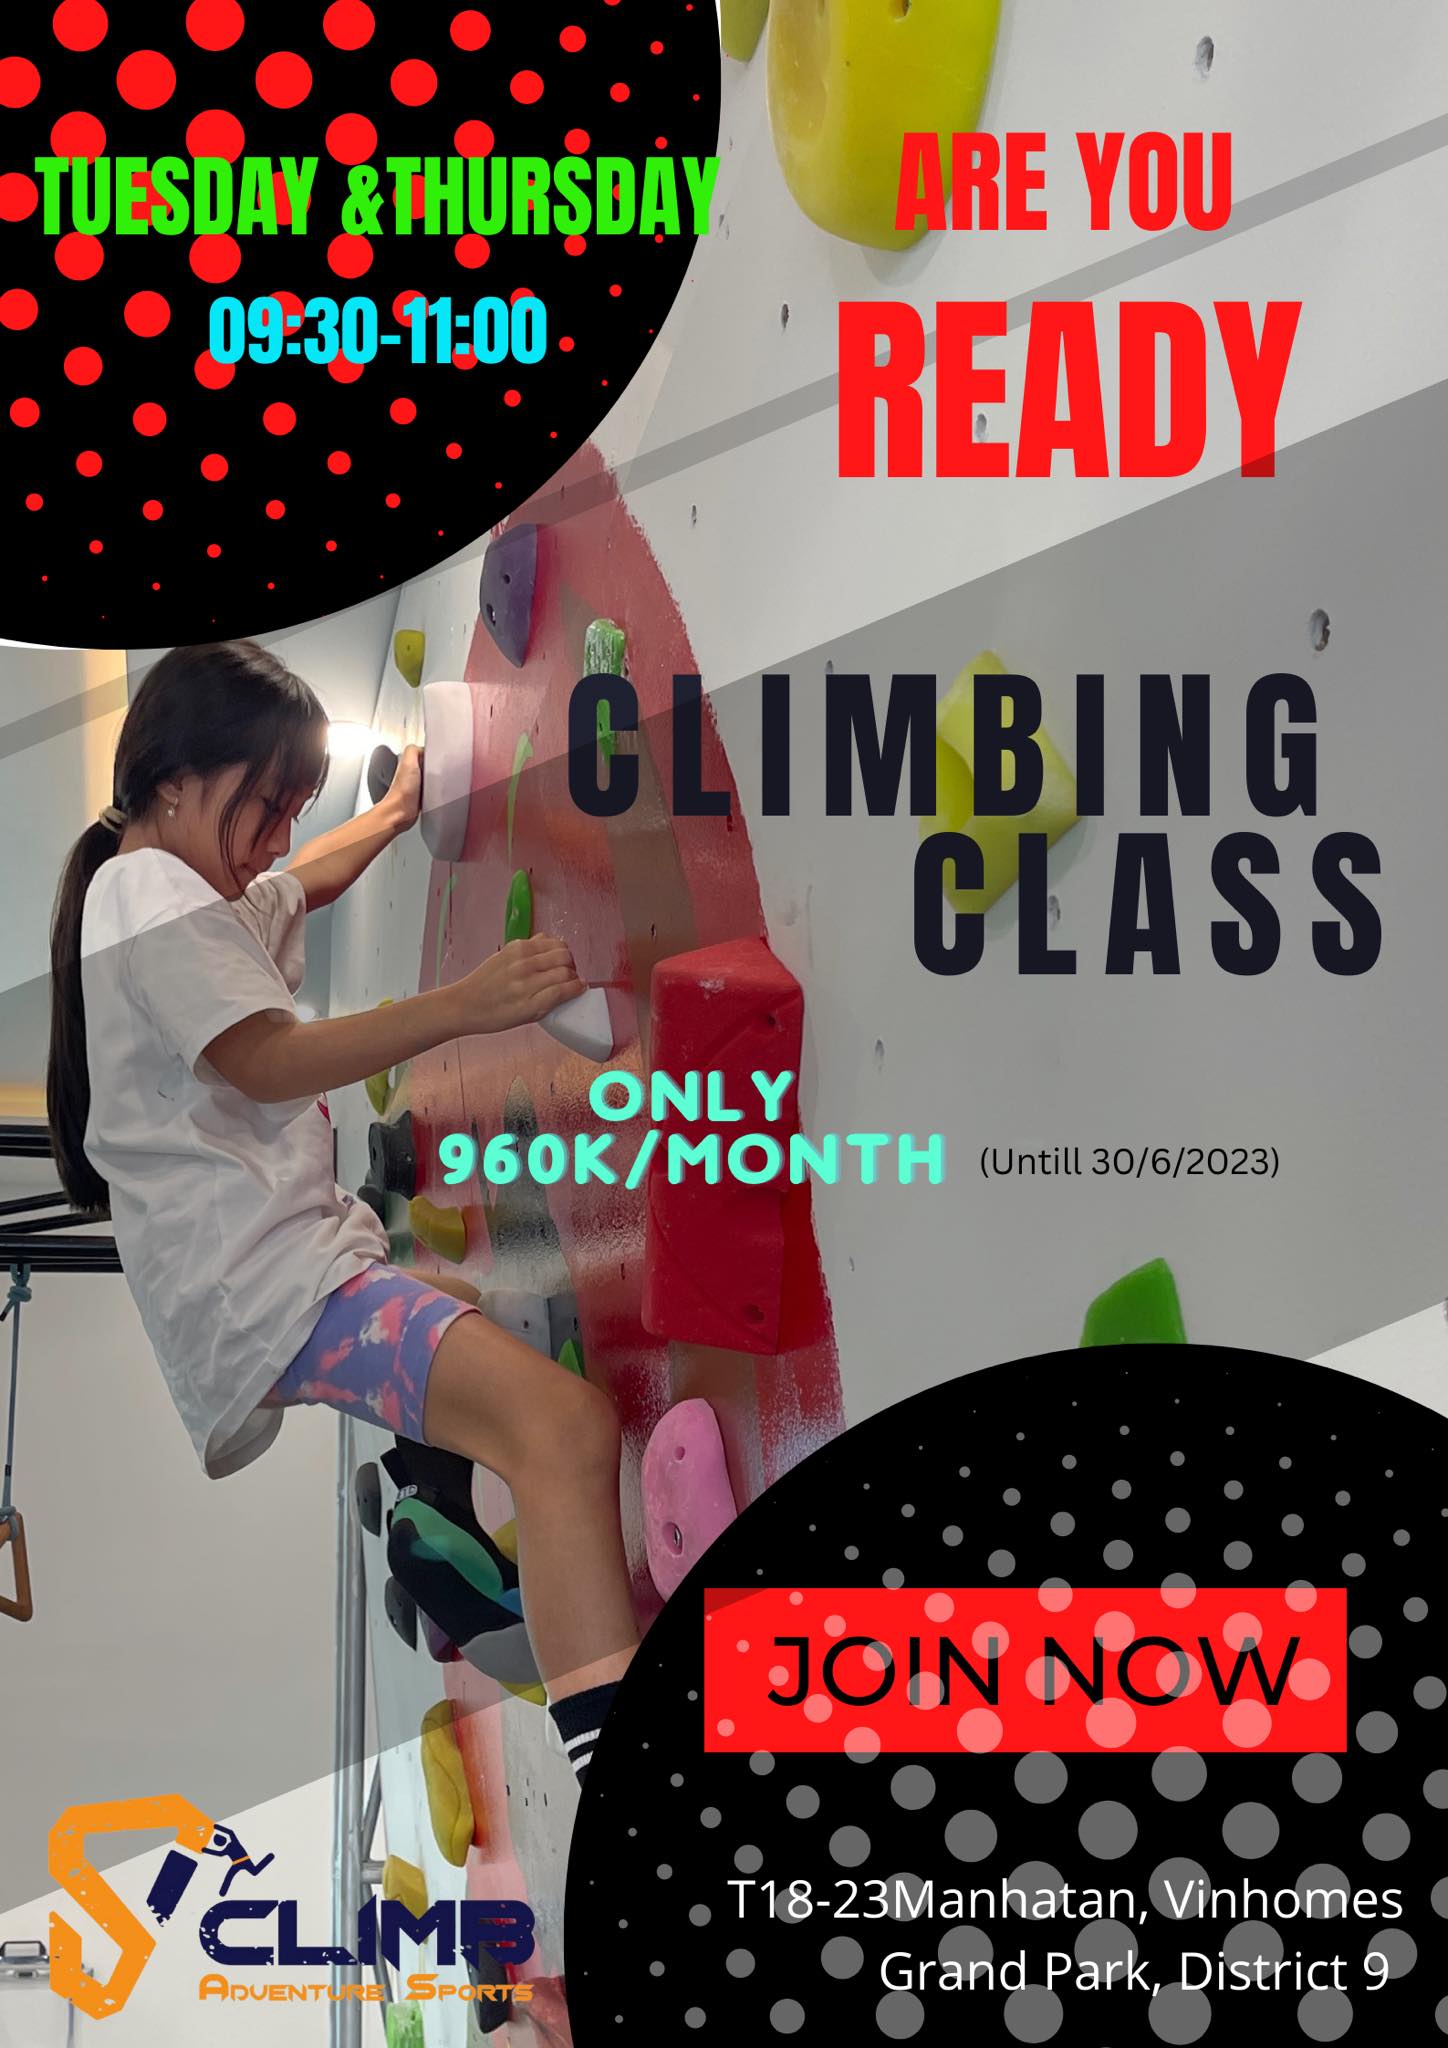 TUESDAY &THURSDAY
09:30-11:00
ARE YOU
READY
CLIMBING
CLASS
ONLY
960K/MONTH
(Untill 30/6/2023)
JOIN NOW
T18-23Manhatan, Vinhomes
Grand Park, District 9
S'CLIMB
ADVENTURE SPORTS